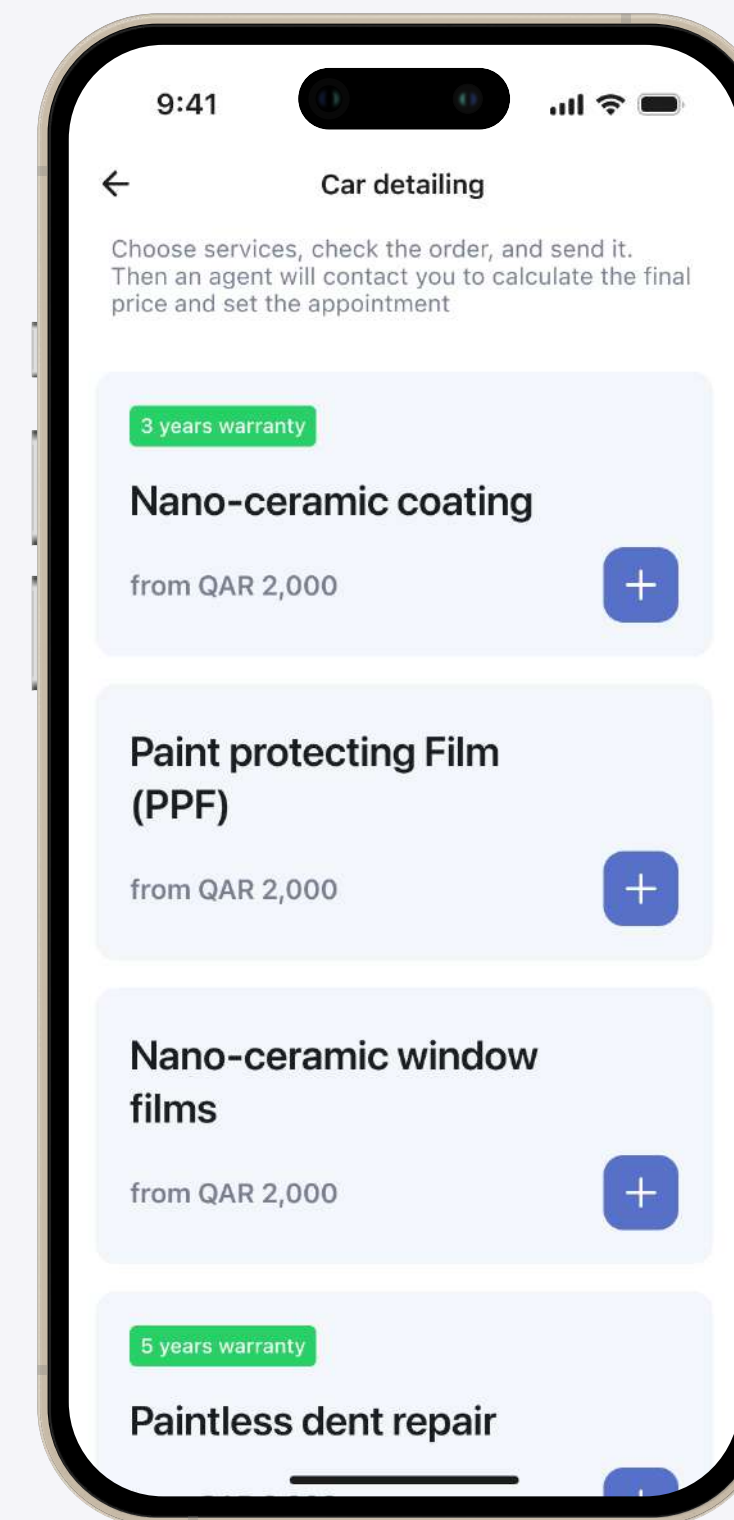 9:41
Car detailing
Choose services, check the order, and send it.
Then an agent will contact you to calculate the final
price and set the appointment
3 years warranty
Nano-ceramic coating
from QAR 2,000
Paint protecting Film
(PPF)
from QAR 2,000
Nano-ceramic window
films
from QAR 2,000
5 years warranty
Paintless dent repair